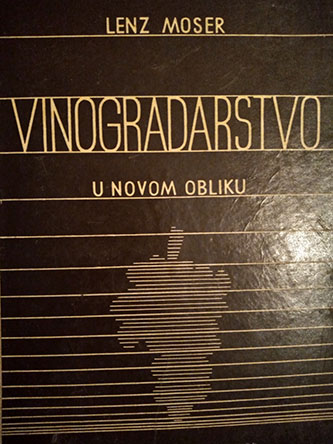 LENZ MOSER
VINOGRADARSTVO
U NOVOM OBLIKU